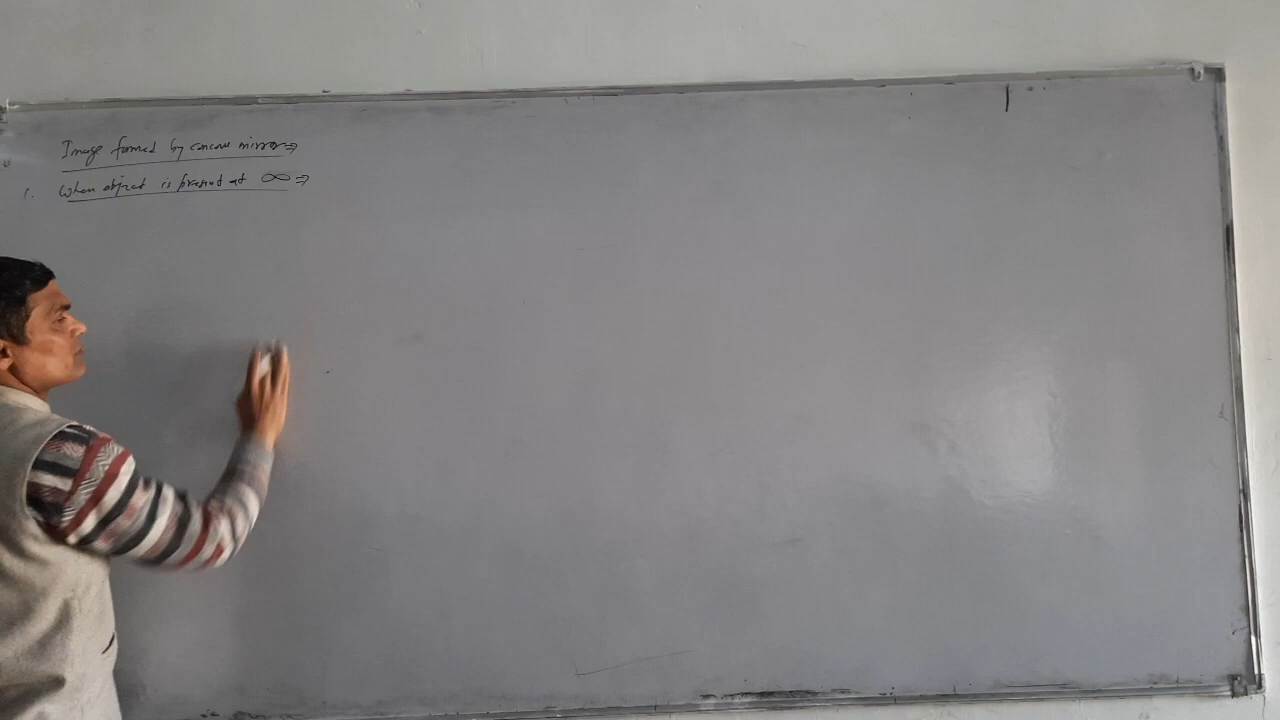 Image formed by concave mirror ⇒
1. When object is present at ∞ ⇒